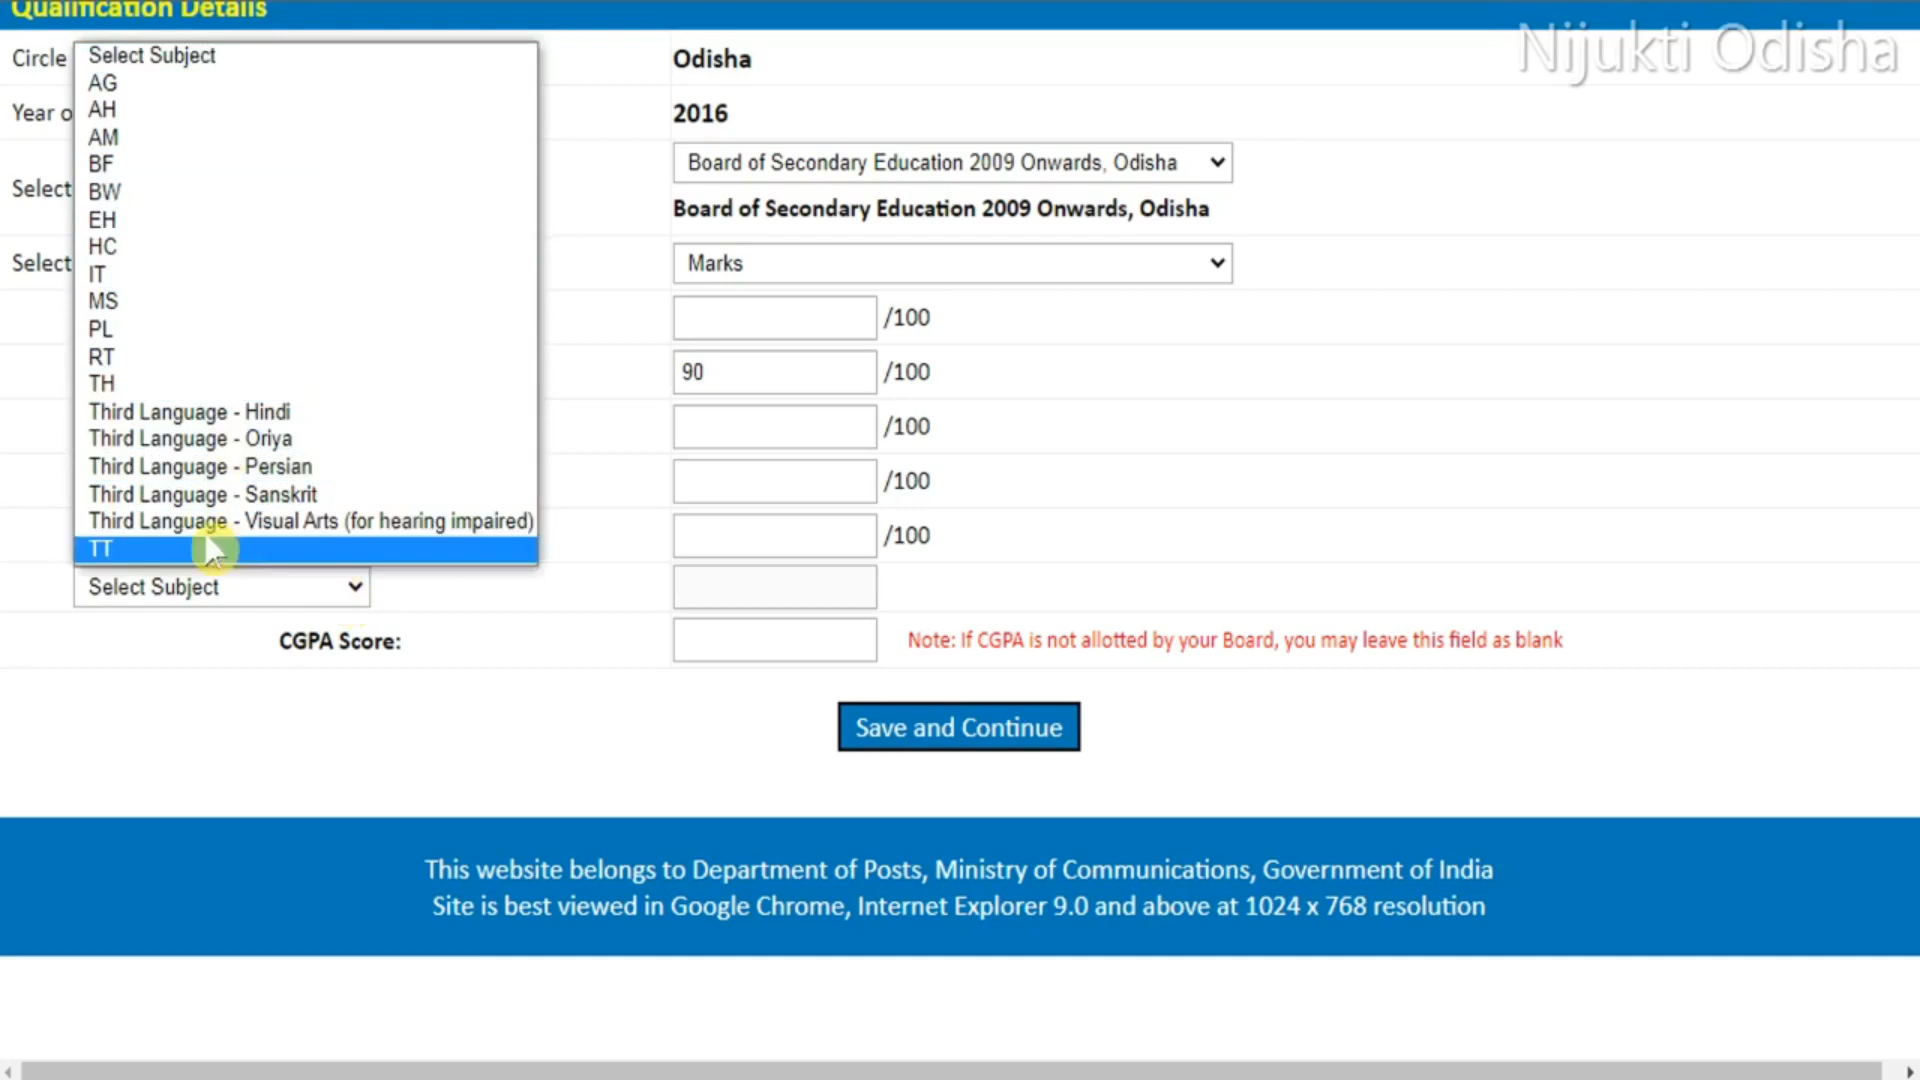 Qualification Details
Nijukti Odisha
Circle
Odisha
Year o
2016
Select
Board of Secondary Education 2009 Onwards, Odisha
Board of Secondary Education 2009 Onwards, Odisha
Select
Marks
Select Subject
AG
AH
AM
BF
BW
EH
HC
IT
MS
PL
RT
TH
Third Language - Hindi
Third Language - Oriya
Third Language - Persian
Third Language - Sanskrit
Third Language - Visual Arts (for hearing impaired)
TT
/100
90 /100
/100
/100
/100
Select Subject
CGPA Score:
Note: If CGPA is not allotted by your Board, you may leave this field as blank
Save and Continue
This website belongs to Department of Posts, Ministry of Communications, Government of India
Site is best viewed in Google Chrome, Internet Explorer 9.0 and above at 1024 x 768 resolution